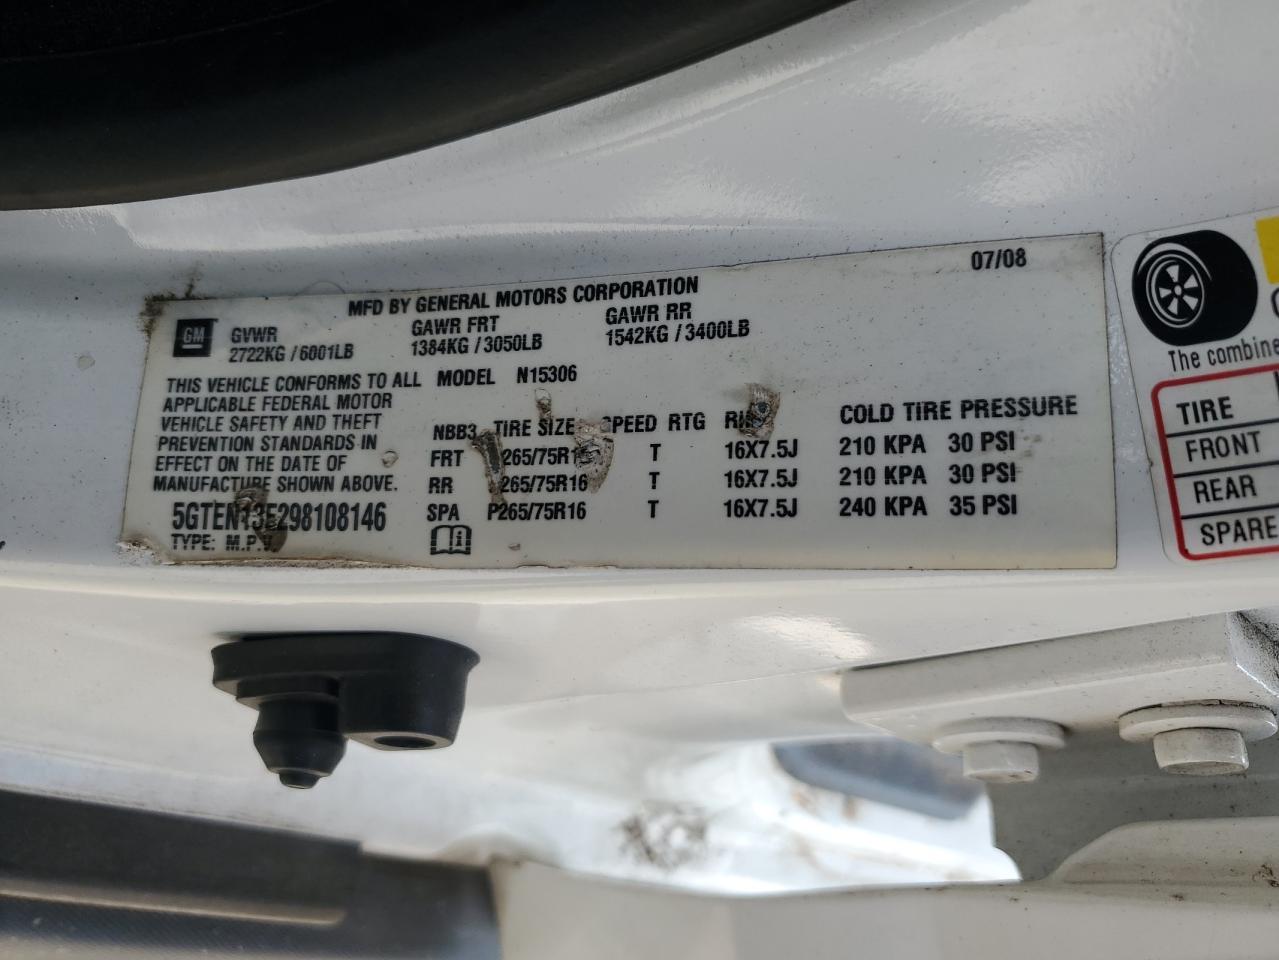 07/08
MFD BY GENERAL MOTORS CORPORATION
GM GVWR GAWR FRT GAWR RR
2722KG / 6001LB 1384KG / 3050LB 1542KG / 3400LB
THIS VEHICLE CONFORMS TO ALL MODEL N15306
APPLICABLE FEDERAL MOTOR
VEHICLE SAFETY AND THEFT
PREVENTION STANDARDS IN
EFFECT ON THE DATE OF
MANUFACTURE SHOWN ABOVE.
5GTEN13E298108146
TYPE: M.P.V
NBB3 TIRE SIZE SPEED RTG COLD TIRE PRESSURE
FRT T 16X7.5J 210 KPA 30 PSI
RR 265/75R16 T 16X7.5J 210 KPA 30 PSI
SPA P265/75R16 T 16X7.5J 240 KPA 35 PSI
The combine
TIRE
FRONT
REAR
SPARE